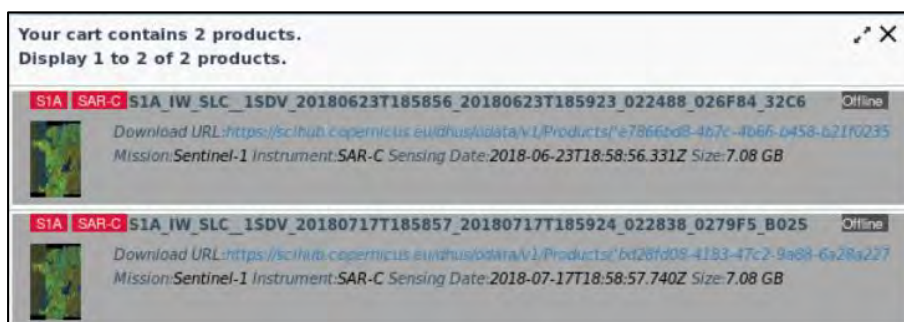 Your cart contains 2 products.
Display 1 to 2 of 2 products.
S1A SAR-C S1A_IW_SLC__1SDV_20180623T185856_20180623T185923_022488_026F84_32C6 Offline
Download URL:https://scihub.copernicus.eu/dhus/odata/v1/Products('e7866bd8-4b7c-4b66-b458-b21f0235
Mission:Sentinel-1 Instrument:SAR-C Sensing Date:2018-06-23T18:58:56.331Z Size:7.08 GB
S1A SAR-C S1A_IW_SLC__1SDV_20180717T185857_20180717T185924_022838_0279F5_B025 Offline
Download URL:https://scihub.copernicus.eu/dhus/odata/v1/Products('bd28fd08-4183-47c2-9a88-6a28a227
Mission:Sentinel-1 Instrument:SAR-C Sensing Date:2018-07-17T18:58:57.740Z Size:7.08 GB